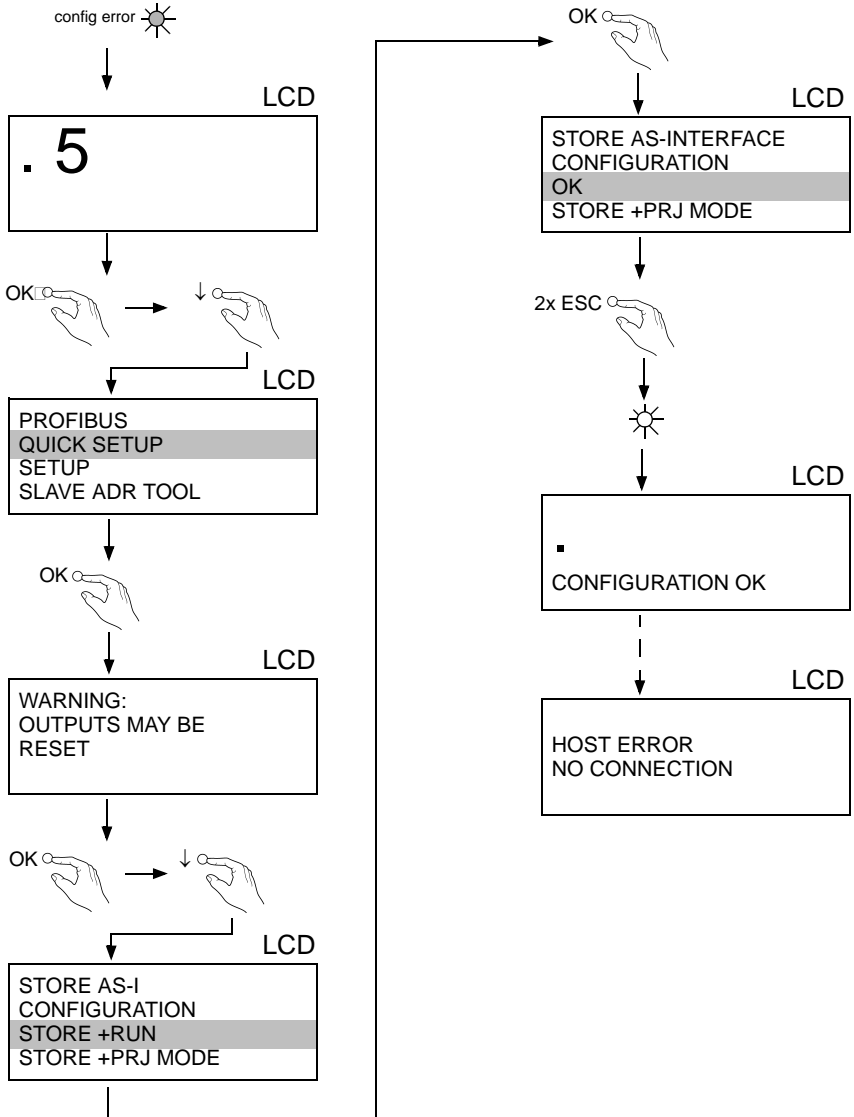 config error
LCD
. 5
OK
↓
LCD
PROFIBUS
QUICK SETUP
SETUP
SLAVE ADR TOOL
OK
LCD
WARNING:
OUTPUTS MAY BE
RESET
OK
↓
LCD
STORE AS-I
CONFIGURATION
STORE +RUN
STORE +PRJ MODE
OK
LCD
STORE AS-INTERFACE
CONFIGURATION
OK
STORE +PRJ MODE
2x ESC
LCD
.
CONFIGURATION OK
LCD
HOST ERROR
NO CONNECTION